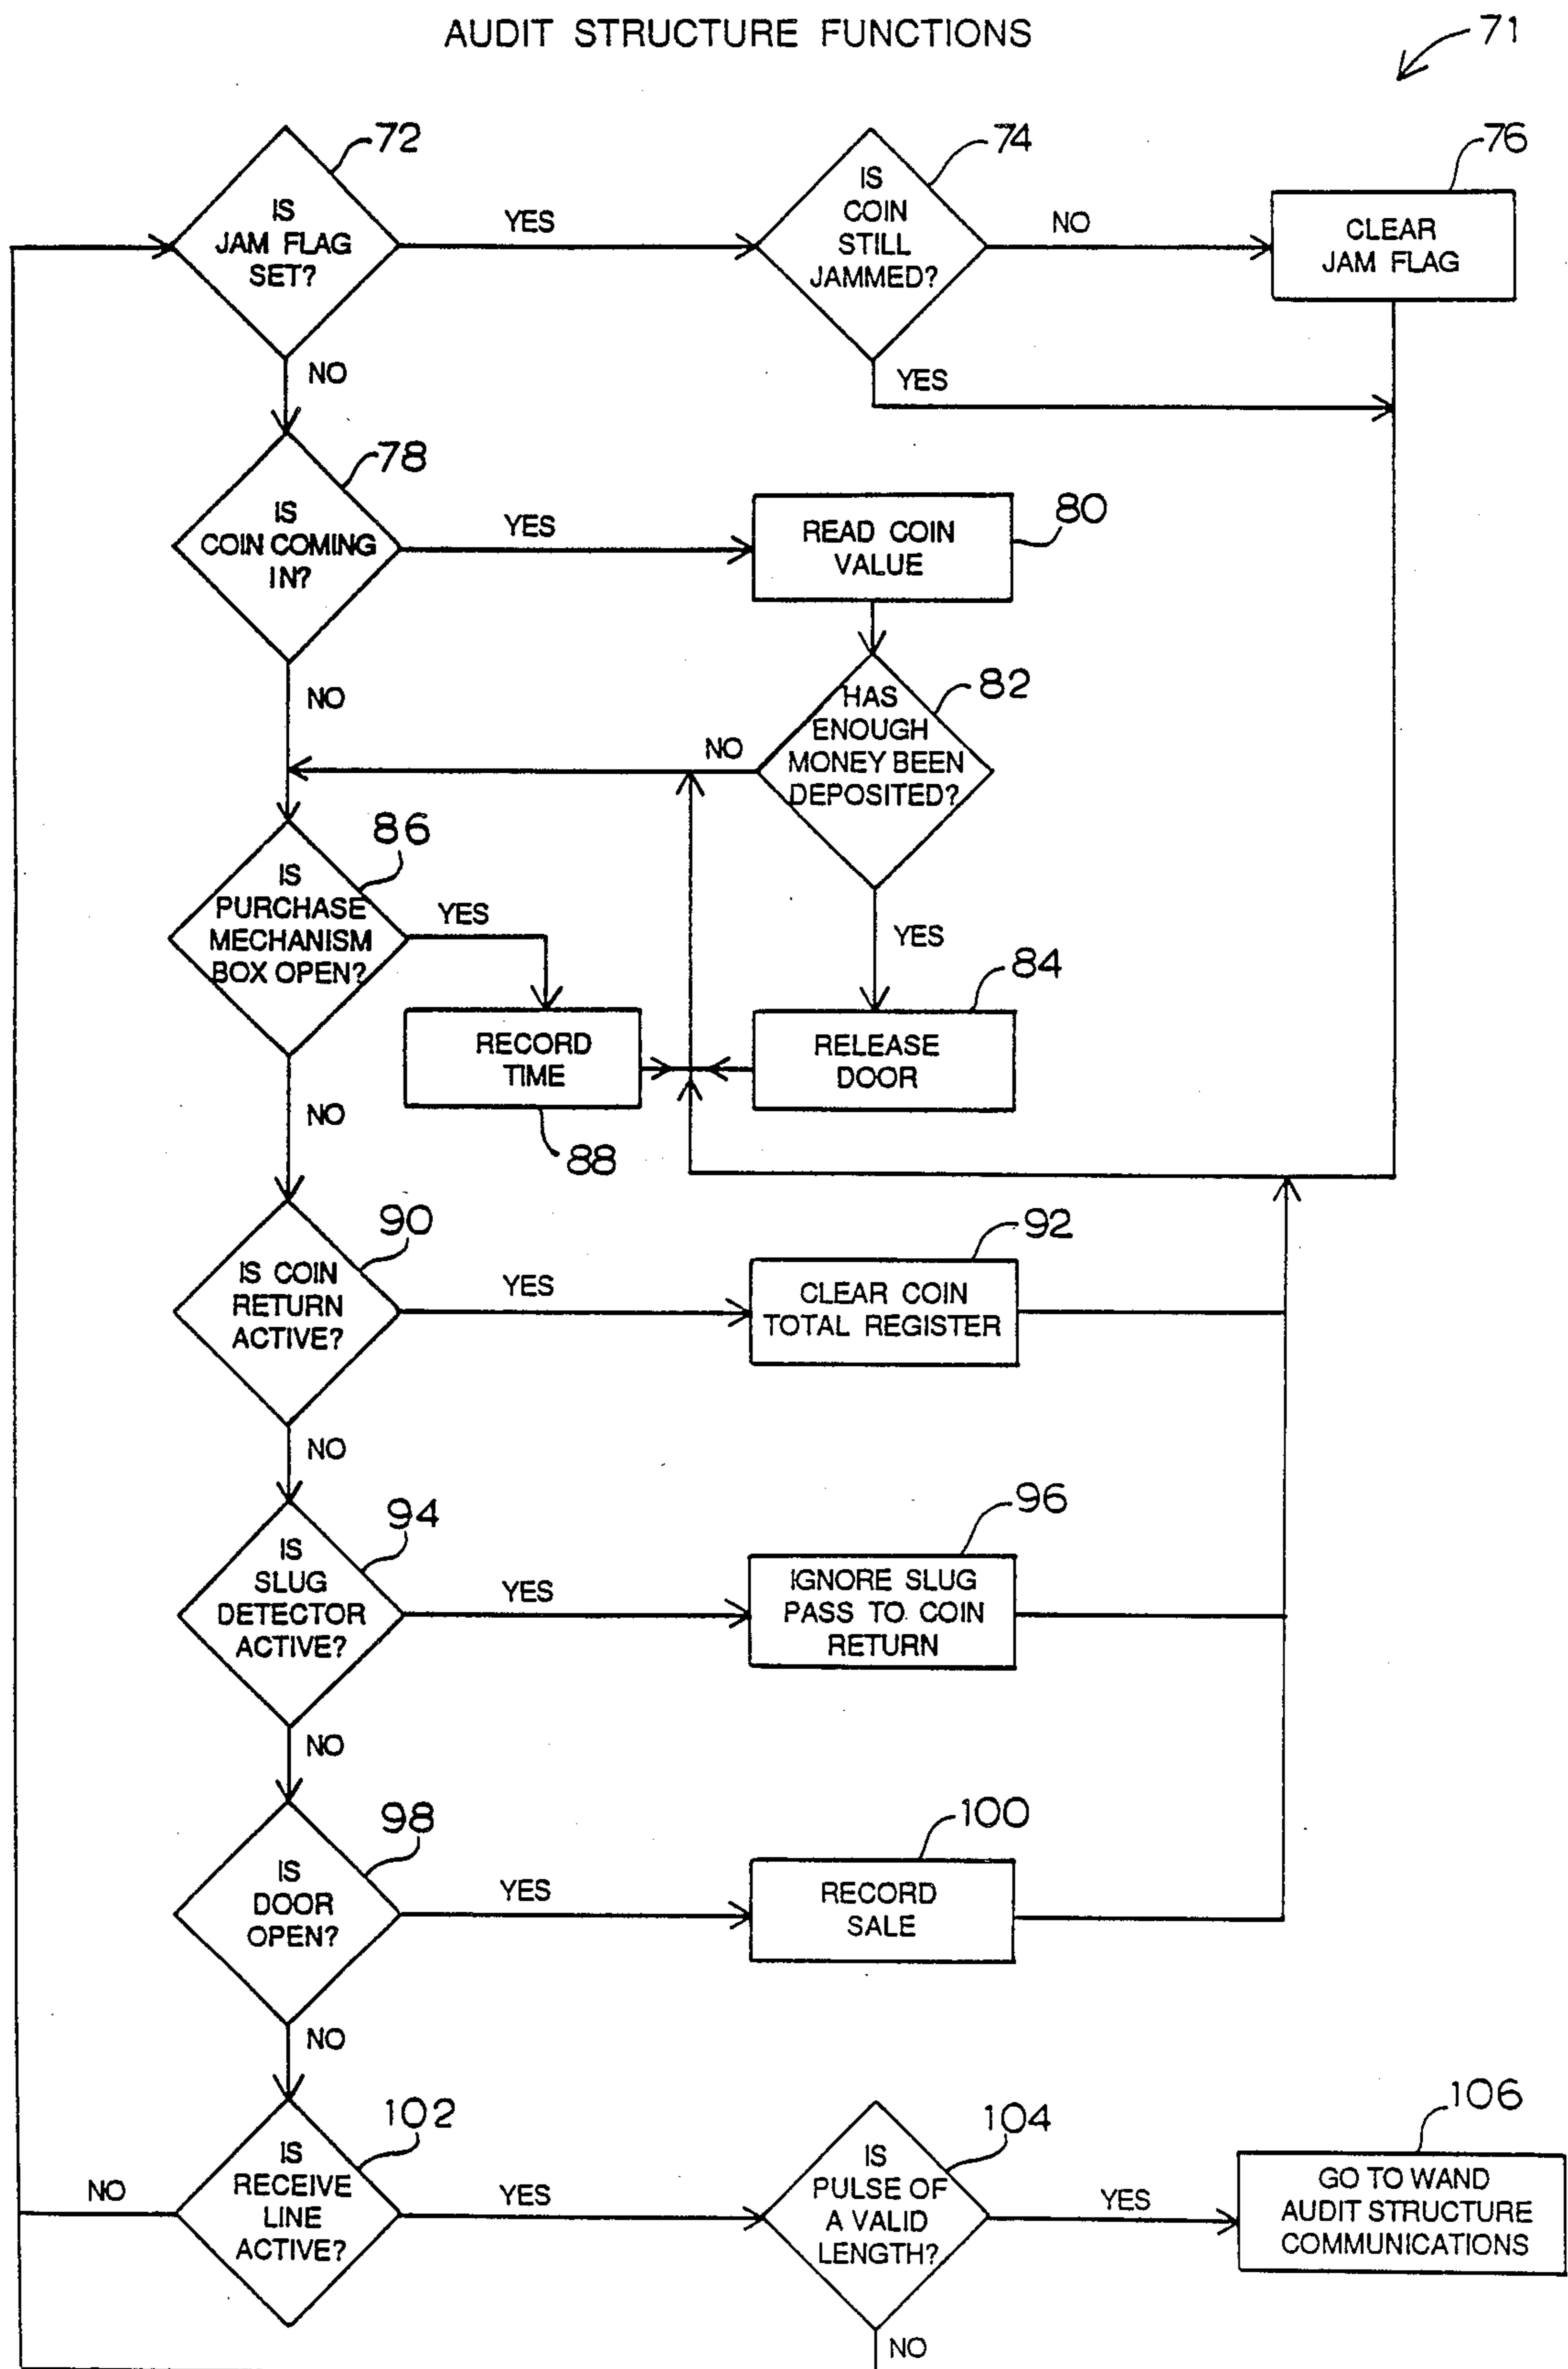 AUDIT STRUCTURE FUNCTIONS
71
72
IS
JAM FLAG
SET?
YES
74
IS
COIN
STILL
JAMMED?
NO
76
CLEAR
JAM FLAG
NO
YES
78
IS
COIN COMING
IN?
YES
80
READ COIN
VALUE
NO
82
HAS
ENOUGH
MONEY BEEN
DEPOSITED?
NO
YES
86
IS
PURCHASE
MECHANISM
BOX OPEN?
YES
84
RELEASE
DOOR
RECORD
TIME
88
NO
90
IS COIN
RETURN
ACTIVE?
YES
92
CLEAR COIN
TOTAL REGISTER
NO
94
IS
SLUG
DETECTOR
ACTIVE?
YES
96
IGNORE SLUG
PASS TO COIN
RETURN
NO
98
IS
DOOR
OPEN?
YES
100
RECORD
SALE
NO
102
IS
RECEIVE
LINE
ACTIVE?
NO
YES
104
IS
PULSE OF
A VALID
LENGTH?
YES
106
GO TO WAND
AUDIT STRUCTURE
COMMUNICATIONS
NO